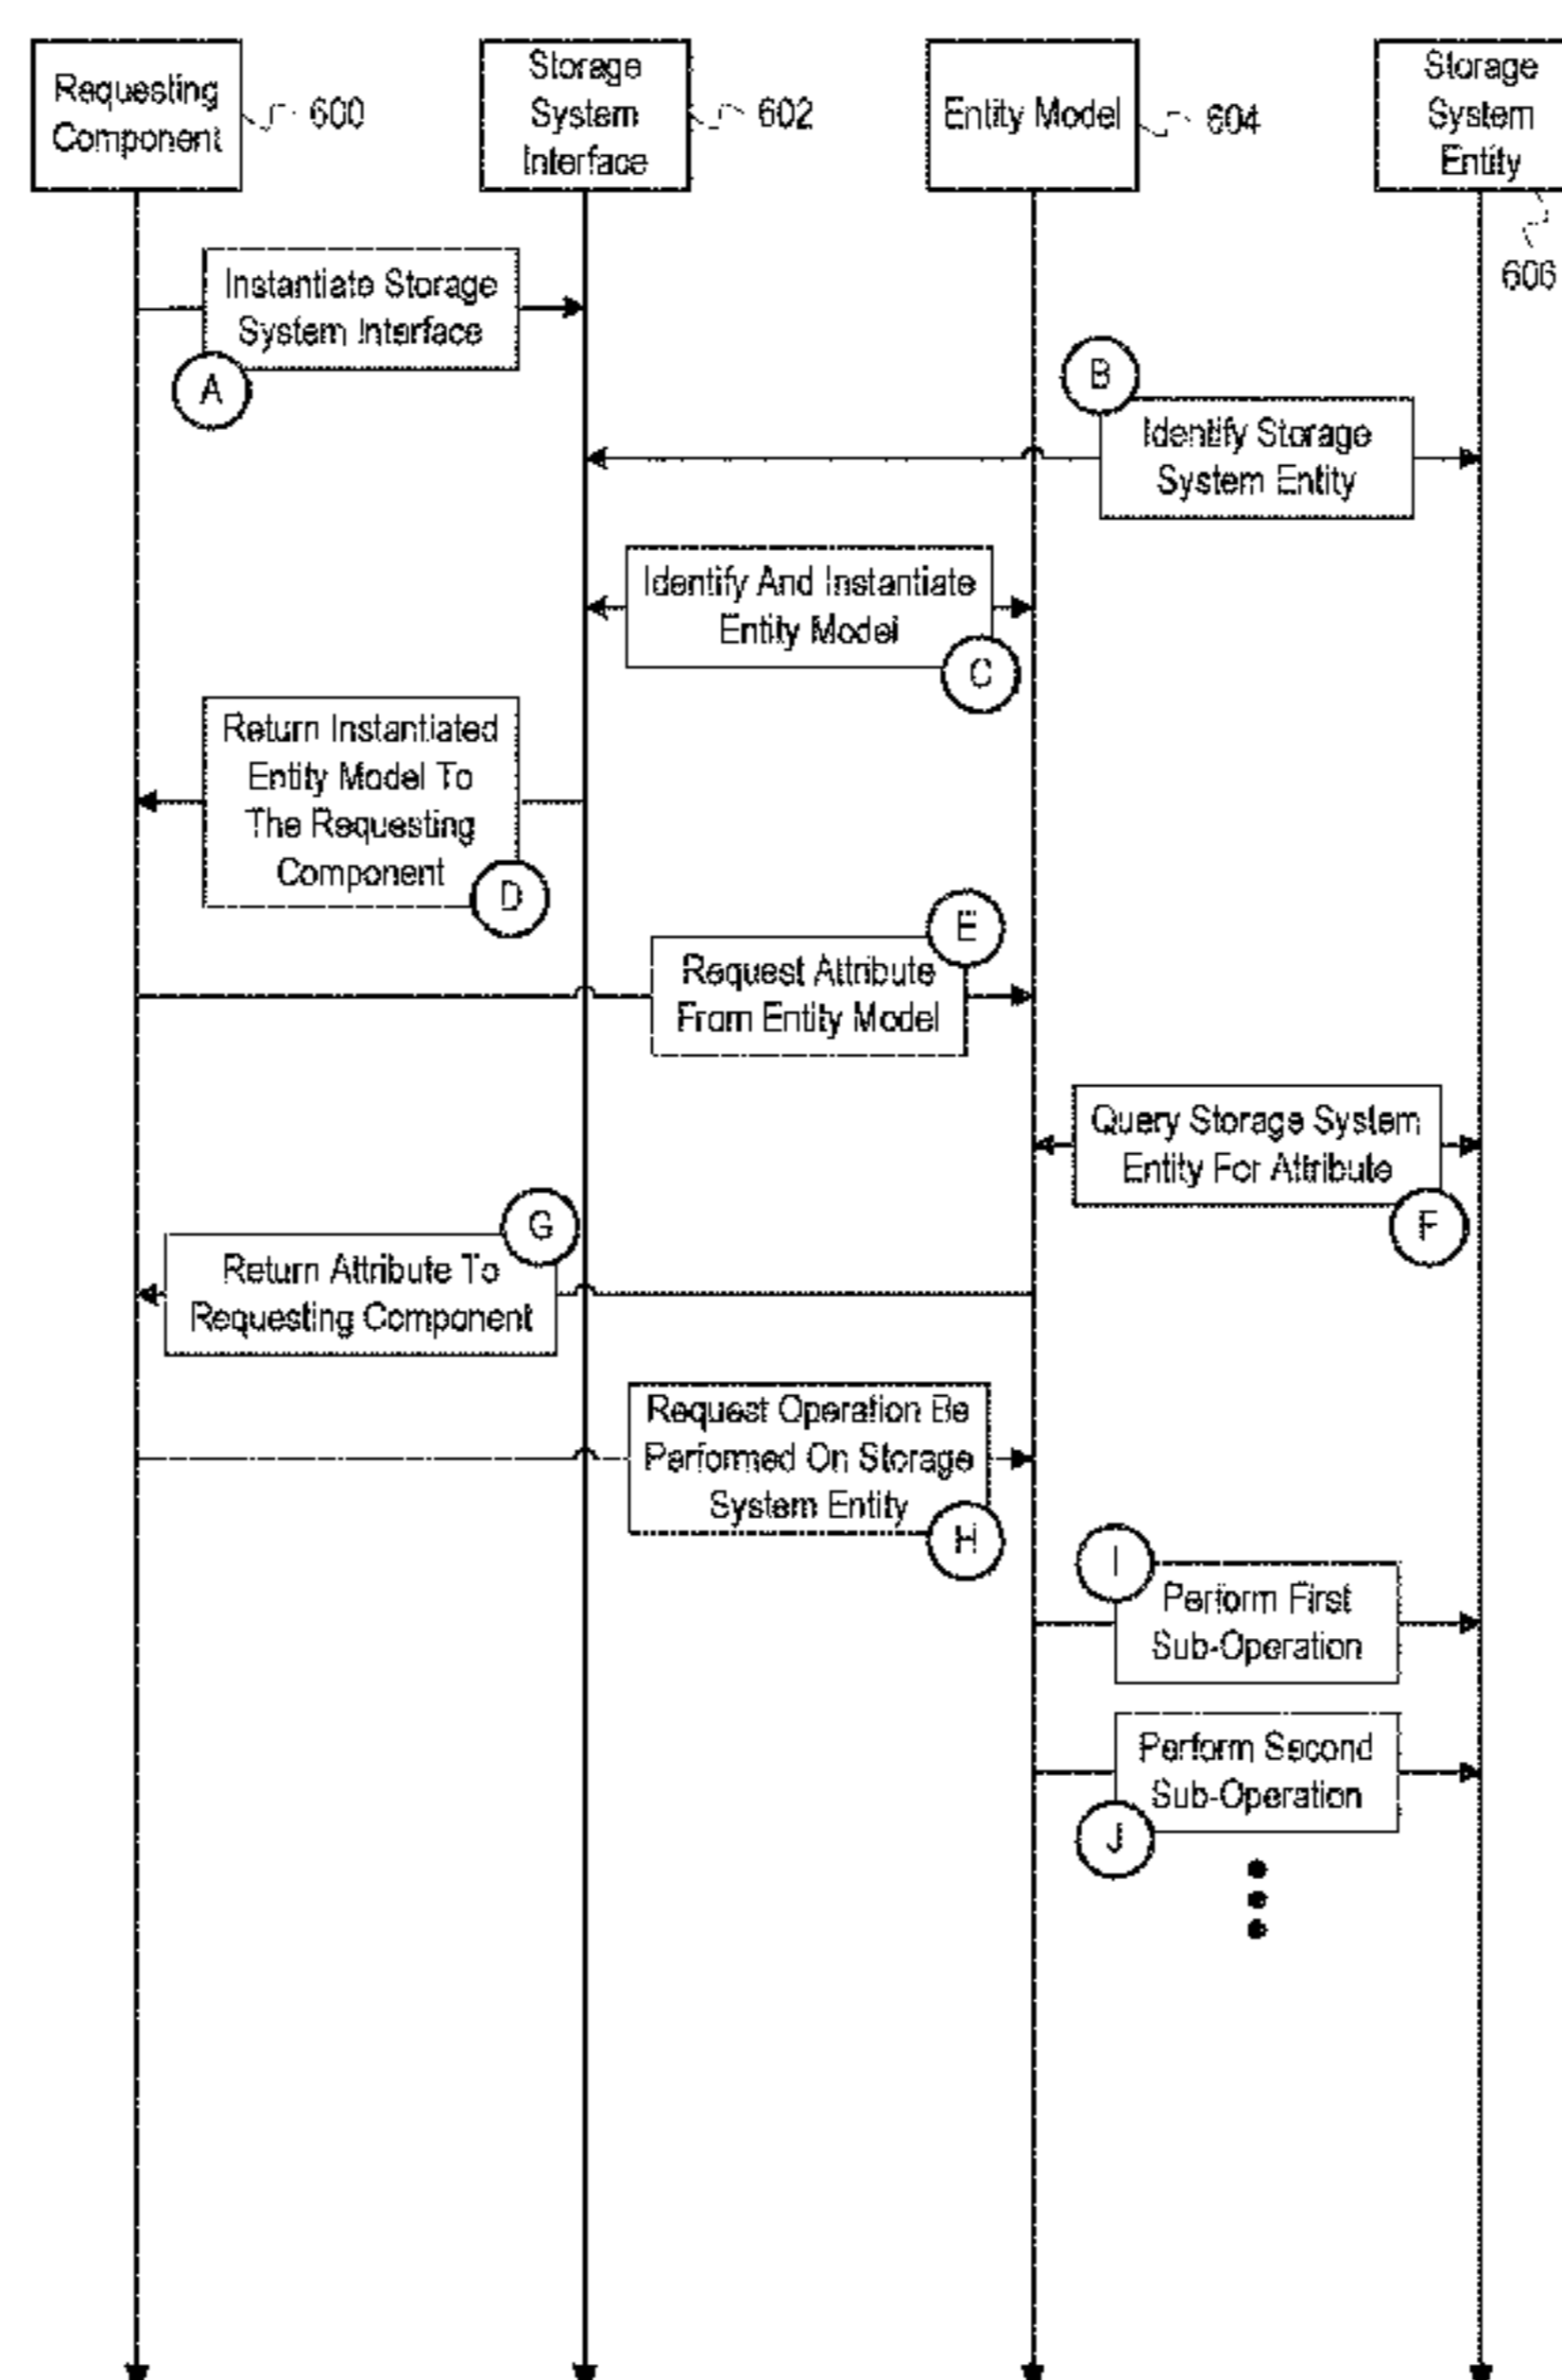 Requesting
Component
600
Storage
System
Interface
602
Entity Model
604
Storage
System
Entity
606
Instantiate Storage
System Interface
A
B
Identify Storage
System Entity
Identify And Instantiate
Entity Model
C
Return Instantiated
Entity Model To
The Requesting
Component
D
E
Request Attribute
From Entity Model
Query Storage System
Entity For Attribute
F
G
Return Attribute To
Requesting Component
Request Operation Be
Performed On Storage
System Entity
H
I
Perform First
Sub-Operation
Perform Second
Sub-Operation
J